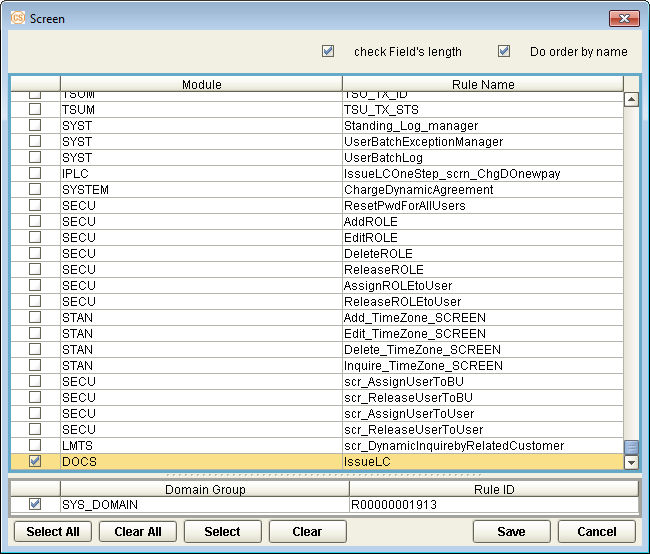 CS Screen
check Field's length Do order by name
Module Rule Name
TSUM TSU_TX_ID
TSUM TSU_TX_STS
SYST Standing_Log_manager
SYST UserBatchExceptionManager
SYST UserBatchLog
IPLC IssueLCOneStep_scrn_ChgDOnewpay
SYSTEM ChargeDynamicAgreement
SECU ResetPwdForAllUsers
SECU AddROLE
SECU EditROLE
SECU DeleteROLE
SECU ReleaseROLE
SECU AssignROLEtoUser
SECU ReleaseROLEtoUser
STAN Add_TimeZone_SCREEN
STAN Edit_TimeZone_SCREEN
STAN Delete_TimeZone_SCREEN
STAN Inquire_TimeZone_SCREEN
SECU scr_AssignUserToBU
SECU scr_ReleaseUserToBU
SECU scr_AssignUserToUser
SECU scr_ReleaseUserToUser
LMTS scr_DynamicInquirebyRelatedCustomer
DOCS IssueLC
Domain Group Rule ID
SYS_DOMAIN R00000001913
Select All Clear All Select Clear Save Cancel